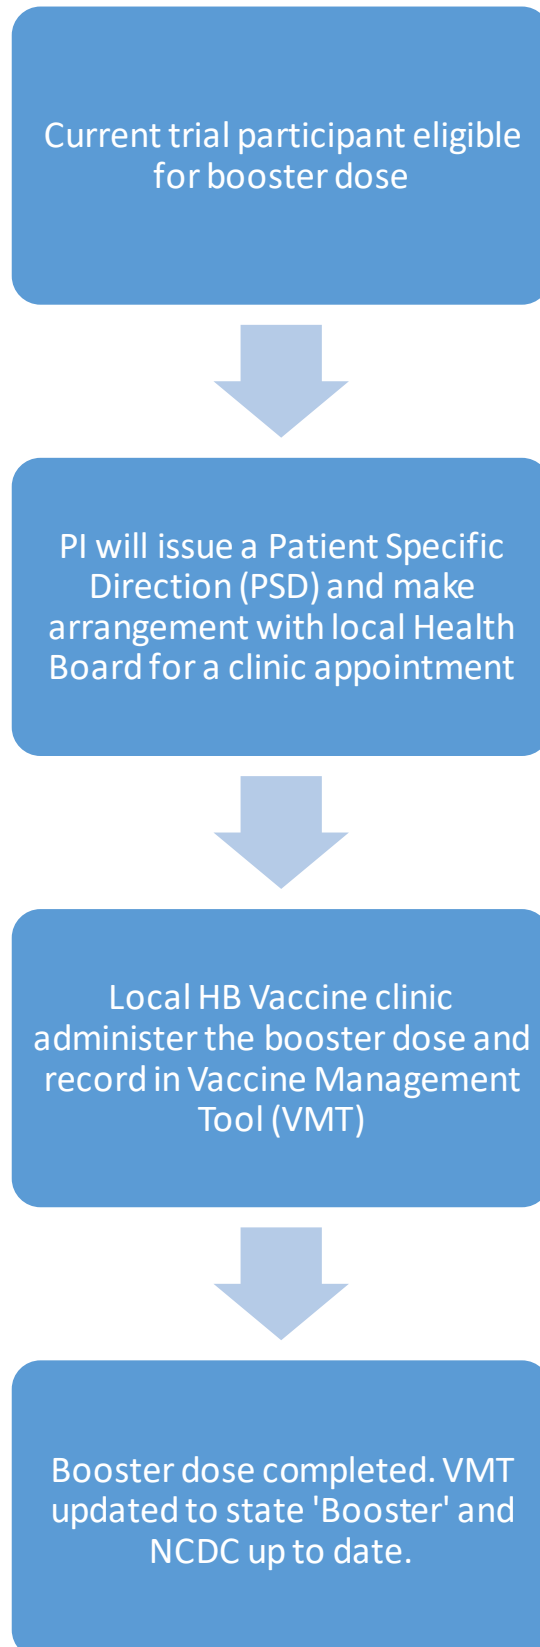 Current trial participant eligible
for booster dose
PI will issue a Patient Specific
Direction (PSD) and make
arrangement with local Health
Board for a clinic appointment
Local HB Vaccine clinic
administer the booster dose and
record in Vaccine Management
Tool (VMT)
Booster dose completed. VMT
updated to state 'Booster' and
NCDC up to date.